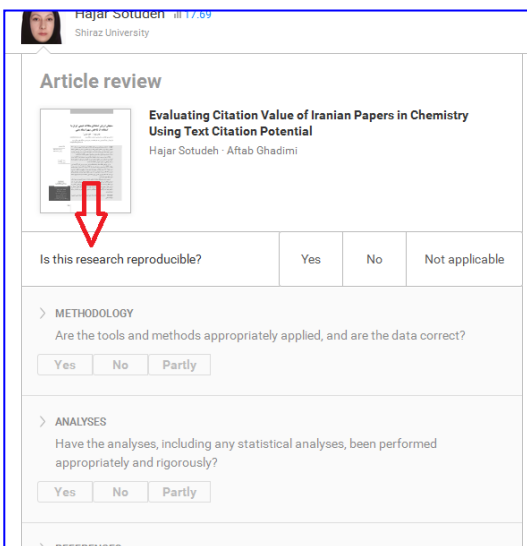 Hajar Sotudeh 17.69
Shiraz University
Article review
Evaluating Citation Value of Iranian Papers in Chemistry
Using Text Citation Potential
Hajar Sotudeh · Aftab Ghadimi
Is this research reproducible?
Yes
No
Not applicable
METHODOLOGY
Are the tools and methods appropriately applied, and are the data correct?
Yes
No
Partly
ANALYSES
Have the analyses, including any statistical analyses, been performed
appropriately and rigorously?
Yes
No
Partly
REFERENCES